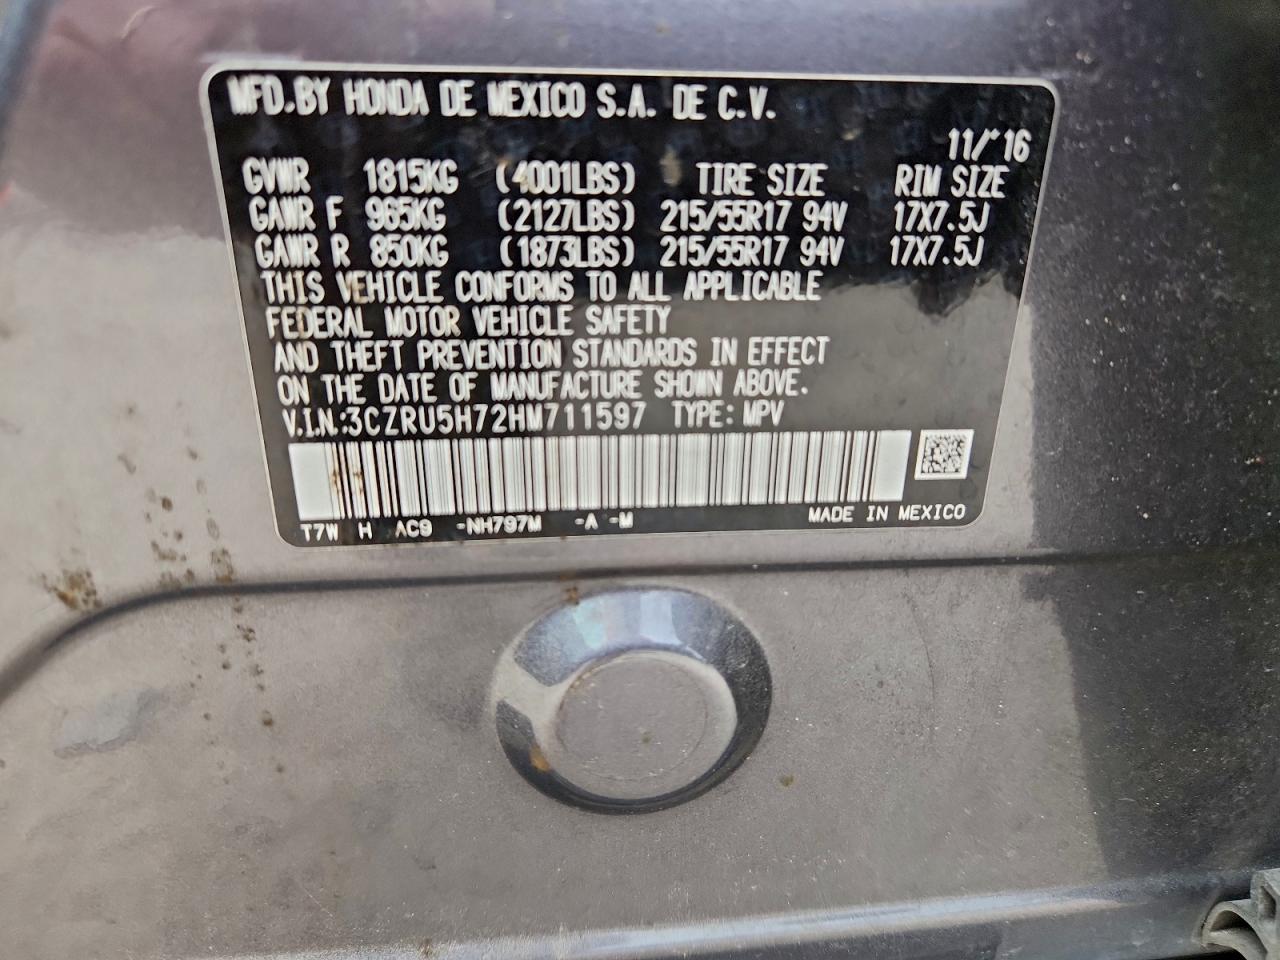 MFD.BY HONDA DE MEXICO S.A. DE C.V.
11/'16
GVWR 1815KG (4001LBS) TIRE SIZE RIM SIZE
GAWR F 965KG (2127LBS) 215/55R17 94V 17X7.5J
GAWR R 850KG (1873LBS) 215/55R17 94V 17X7.5J
THIS VEHICLE CONFORMS TO ALL APPLICABLE
FEDERAL MOTOR VEHICLE SAFETY
AND THEFT PREVENTION STANDARDS IN EFFECT
ON THE DATE OF MANUFACTURE SHOWN ABOVE.
V.I.N.:3CZRU5H72HM711597 TYPE: MPV
T7W H AC9 -NH797M -A -M MADE IN MEXICO